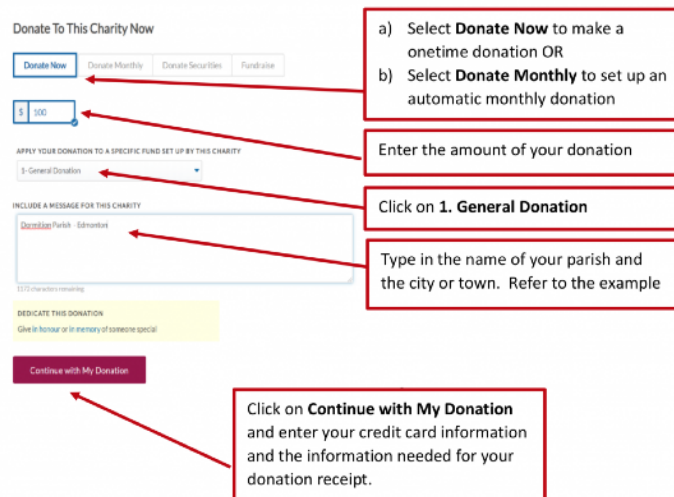 Donate To This Charity Now
Donate Now Donate Monthly Donate Securities Fundraise
$ 100
APPLY YOUR DONATION TO A SPECIFIC FUND SET UP BY THIS CHARITY
1- General Donation
INCLUDE A MESSAGE FOR THIS CHARITY
Dormition Parish - Edmonton
1173 characters remaining
DEDICATE THIS DONATION
Give in honour or in memory of someone special
Continue with My Donation
a) Select Donate Now to make a
onetime donation OR
b) Select Donate Monthly to set up an
automatic monthly donation
Enter the amount of your donation
Click on 1. General Donation
Type in the name of your parish and
the city or town. Refer to the example
Click on Continue with My Donation
and enter your credit card information
and the information needed for your
donation receipt.